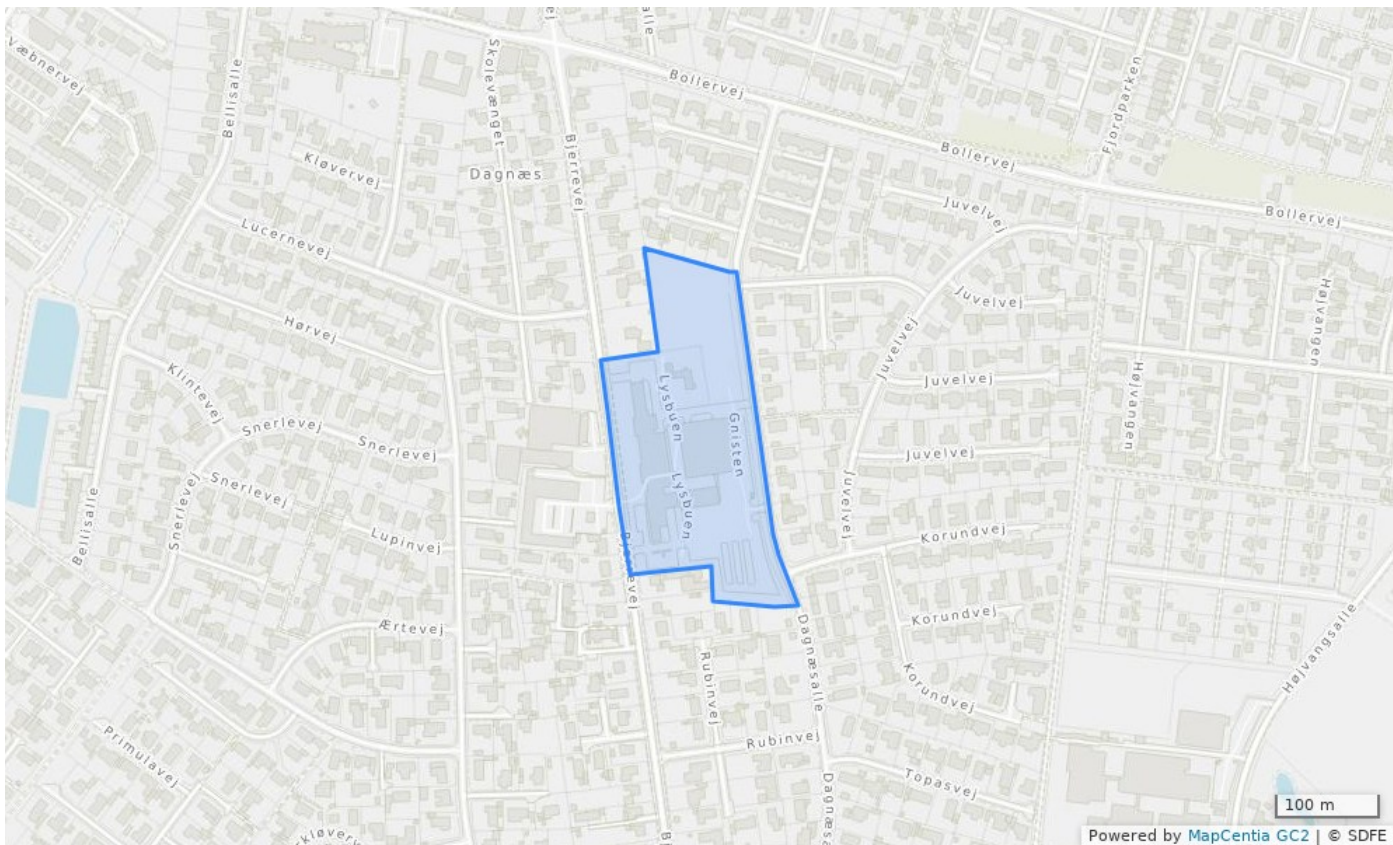 Væbnervej
Bellisalle
Skolevænget
Bollervej
Fjordparken
Bjerrevej
Bollervej
Kløvervej
Dagnæs
Juvelvej
Bollervej
Lucernevej
Juvelvej
Højvangen
Hørvej
Juvelvej
Klintevej
Lysbuen
Juvelvej
Højvangen
Snerlevej
Snerlevej
Gnisten
Juvelvej
Snerlevej
Lysbuen
Juvelvej
Snerlevej
Lupinvej
Bellisalle
Korundvej
Korundvej
Ærtevej
Dagnæsalle
Højvangsalle
Rubinvej
Korundvej
Primulavej
Rubinvej
Topasvej
100 m
Powered by MapCentia GC2 | © SDFE